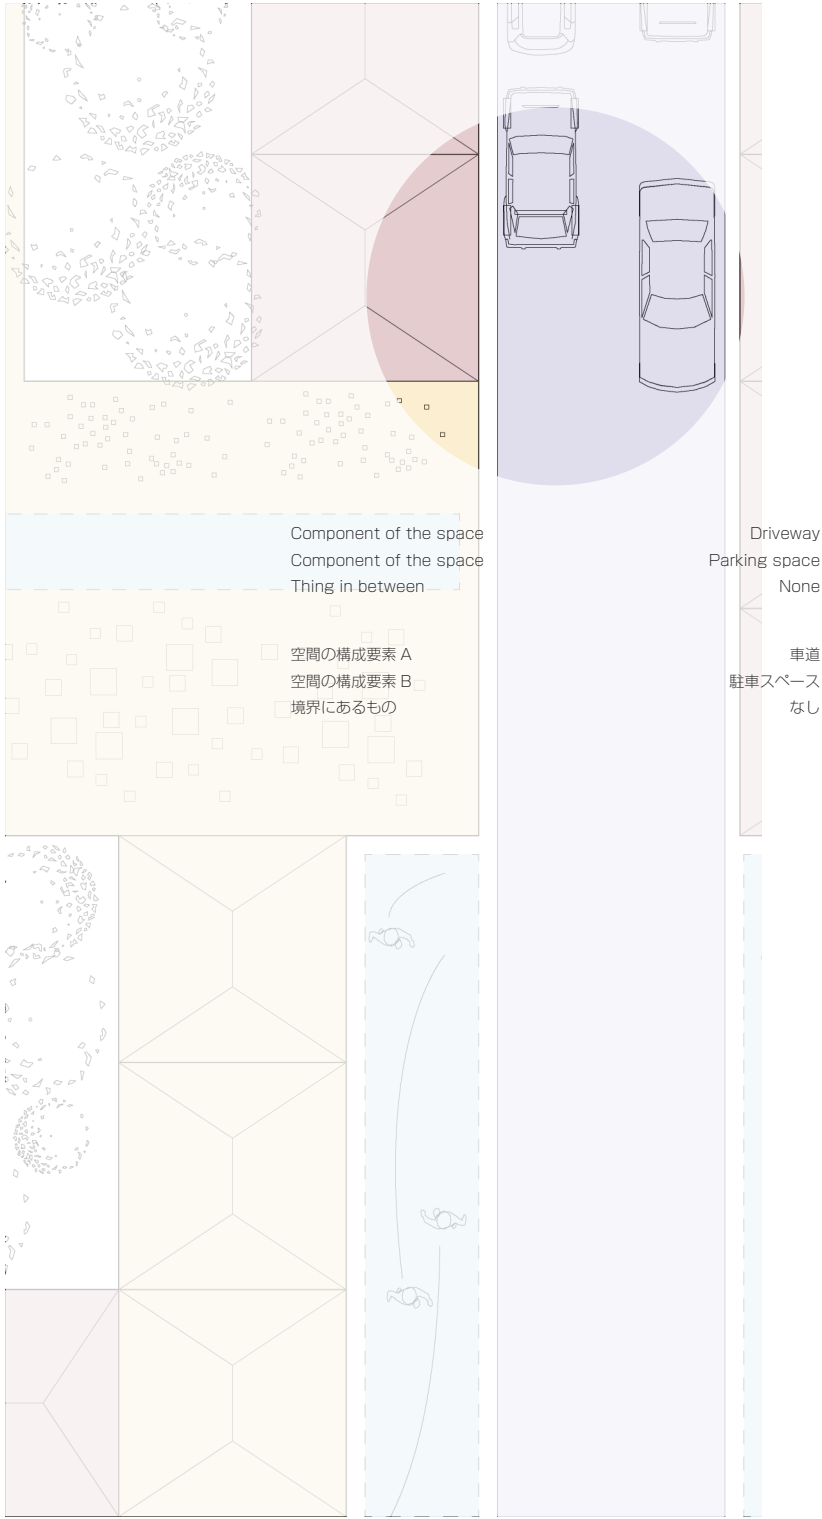 Component of the space Driveway
Component of the space Parking space
Thing in between None
空間の構成要素 A 車道
空間の構成要素 B 駐車スペース
境界にあるもの なし